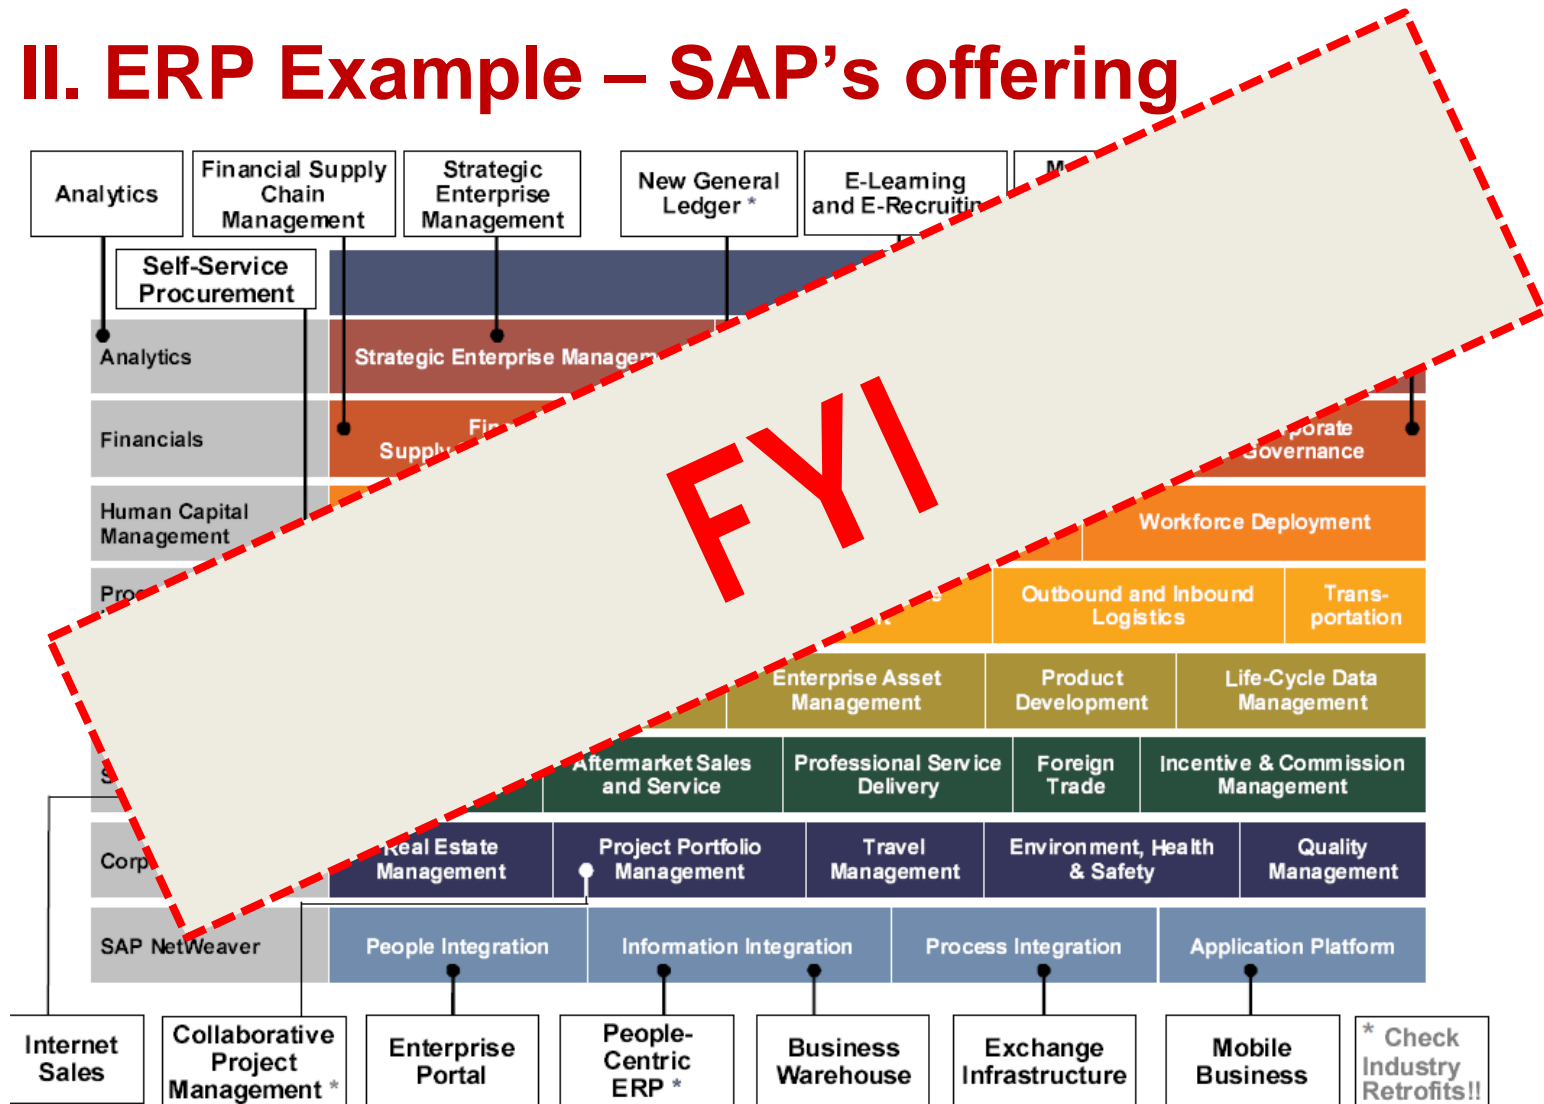 II. ERP Example – SAP’s offering
Analytics
Financial Supply
Chain
Management
Strategic
Enterprise
Management
New General
Ledger *
E-Learning
and
Self-Service
Procurement
Analytics
Strategic Enterprise
Financials
Governance
Human Capital
Management
Workforce Deployment
FYI
Outbound and Inbound
Logistics
Trans-
portation
Enterprise Asset
Management
Product
Development
Life-Cycle Data
Management
Aftermarket Sales
and Service
Professional Service
Delivery
Foreign
Trade
Incentive & Commission
Management
Real Estate
Management
Project Portfolio
Management
Travel
Management
Environment, Health
& Safety
Quality
Management
SAP NetWeaver
People Integration
Information Integration
Process Integration
Application Platform
Internet
Sales
Collaborative
Project
Management *
Enterprise
Portal
People-
Centric
ERP *
Business
Warehouse
Exchange
Infrastructure
Mobile
Business
* Check
Industry
Retrofits!!